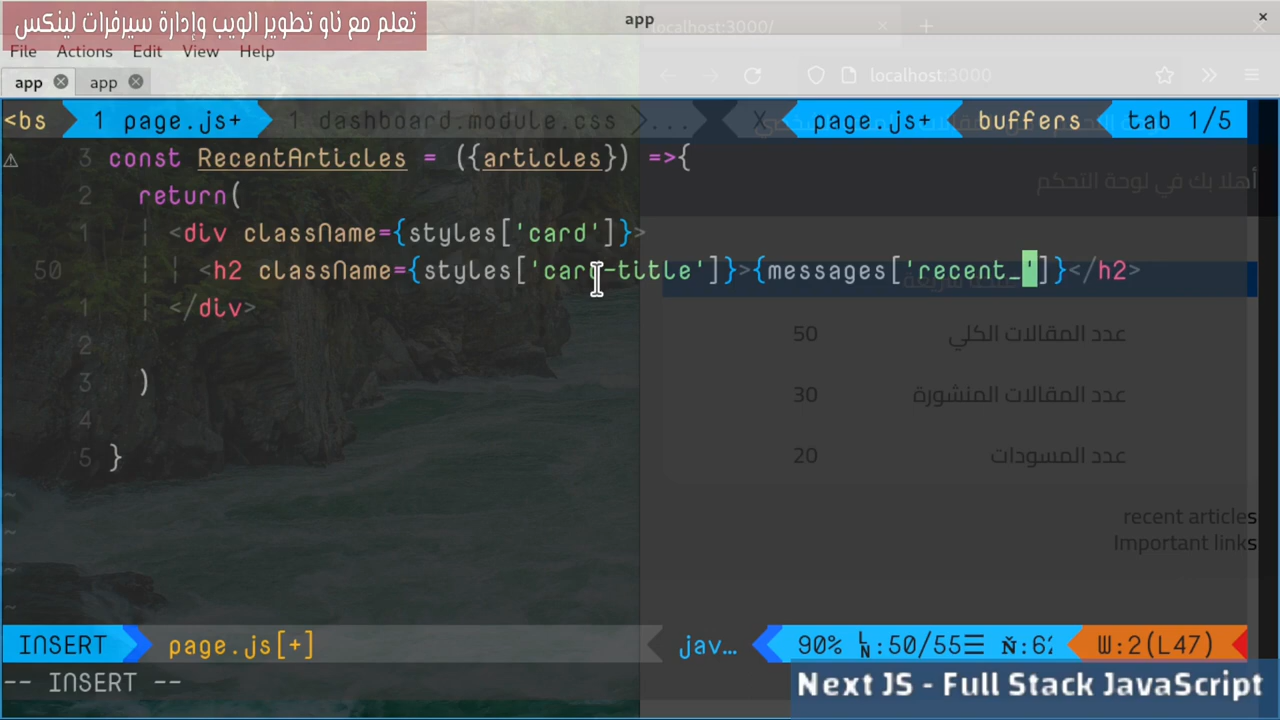 app
localhost:3000/
تعلم مع ناو تطوير الويب وإدارة سيرفرات لينكس
File Actions Edit View Help
app app
localhost:3000
<bs 1 page.js+ 1 dashboard.module.css >... X page.js+ buffers tab 1/5
⚠ 3 const RecentArticles = ({articles}) =>{
2 return(
أهلا بك في لوحة التحكم
1 <div className={styles['card']}>
50 <h2 className={styles['card-title']}>{messages['recent_']}</h2>
1 </div>
2
عدد المقالات الكلي 50
3 )
عدد المقالات المنشورة 30
4
5 }
عدد المسودات 20
~
~
recent articles
~
Important links
~
INSERT page.js[+] jav… 90% LN:50/55☰ Ň:62 W:2(L47)
-- INSERT --
Next JS - Full Stack JavaScript